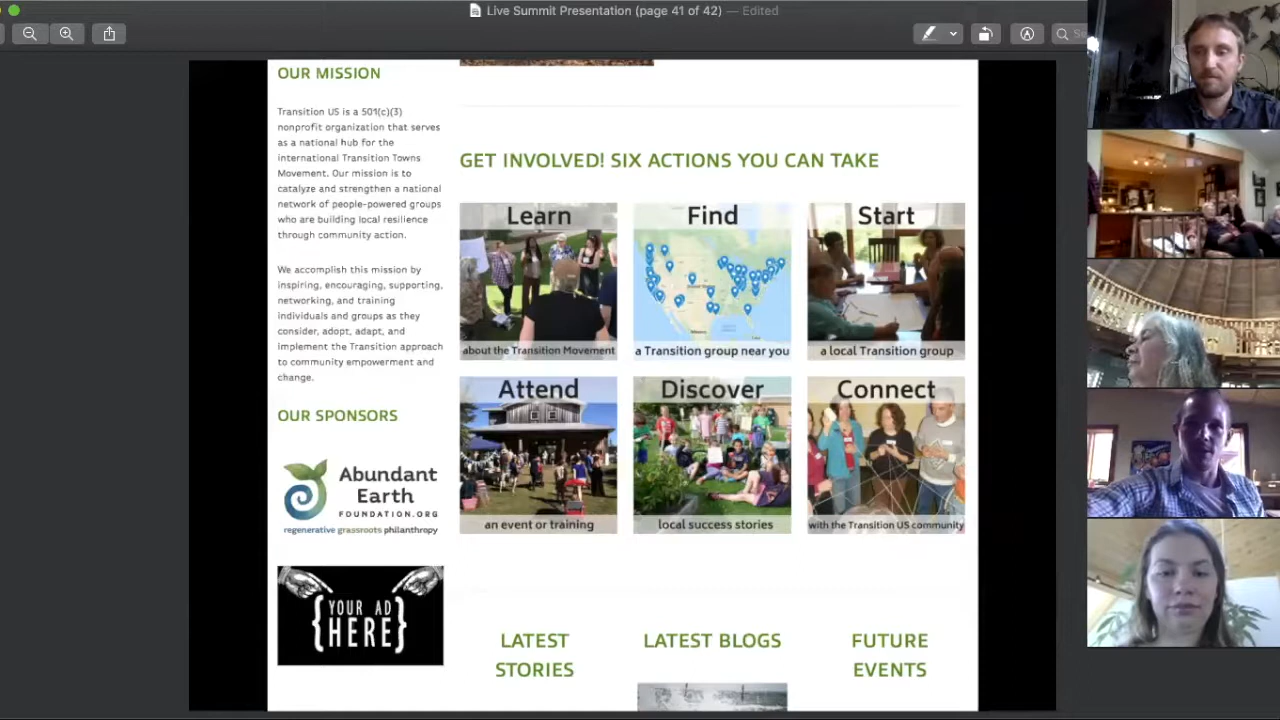 Live Summit Presentation (page 41 of 42) — Edited
OUR MISSION
Transition US is a 501(c)(3)
nonprofit organization that serves
as a national hub for the
international Transition Towns
Movement. Our mission is to
catalyze and strengthen a national
network of people-powered groups
who are building local resilience
through community action.
We accomplish this mission by
inspiring, encouraging, supporting,
networking, and training
individuals and groups as they
consider, adopt, adapt, and
implement the Transition approach
to community empowerment and
change.
OUR SPONSORS
Abundant
Earth
FOUNDATION.ORG
regenerative grassroots philanthropy
YOUR AD
HERE
GET INVOLVED! SIX ACTIONS YOU CAN TAKE
Learn
about the Transition Movement
Find
a Transition group near you
Start
a local Transition group
Attend
an event or training
Discover
local success stories
Connect
with the Transition US community
LATEST
STORIES
LATEST BLOGS
FUTURE
EVENTS